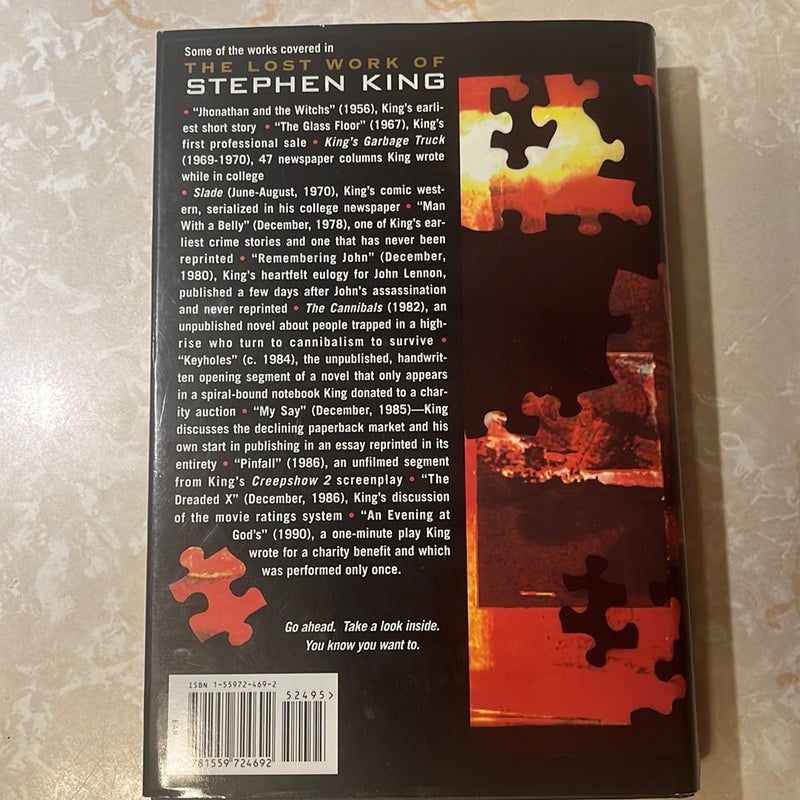 Some of the works covered in
THE LOST WORK OF
STEPHEN KING
• “Jhonathan and the Witchs” (1956), King’s earli-
est short story • “The Glass Floor” (1967), King’s
first professional sale • King’s Garbage Truck
(1969-1970), 47 newspaper columns King wrote
while in college
• Slade (June-August, 1970), King’s comic west-
ern, serialized in his college newspaper • “Man
With a Belly” (December, 1978), one of King’s ear-
liest crime stories and one that has never been
reprinted • “Remembering John” (December,
1980), King’s heartfelt eulogy for John Lennon,
published a few days after John’s assassination
and never reprinted • The Cannibals (1982), an
unpublished novel about people trapped in a high-
rise who turn to cannibalism to survive •
“Keyholes” (c. 1984), the unpublished, handwrit-
ten opening segment of a novel that only appears
in a spiral-bound notebook King donated to a char-
ity auction • “My Say” (December, 1985)—King
discusses the declining paperback market and his
own start in publishing in an essay reprinted in its
entirety • “Pinfall” (1986), an unfilmed segment
from King’s Creepshow 2 screenplay • “The
Dreaded X” (December, 1986), King’s discussion
of the movie ratings system • “An Evening at
God’s” (1990), a one-minute play King
wrote for a charity benefit and which
was performed only once.
Go ahead. Take a look inside.
You know you want to.
ISBN 1-55972-469-2
52495>
EAN
781559 724692